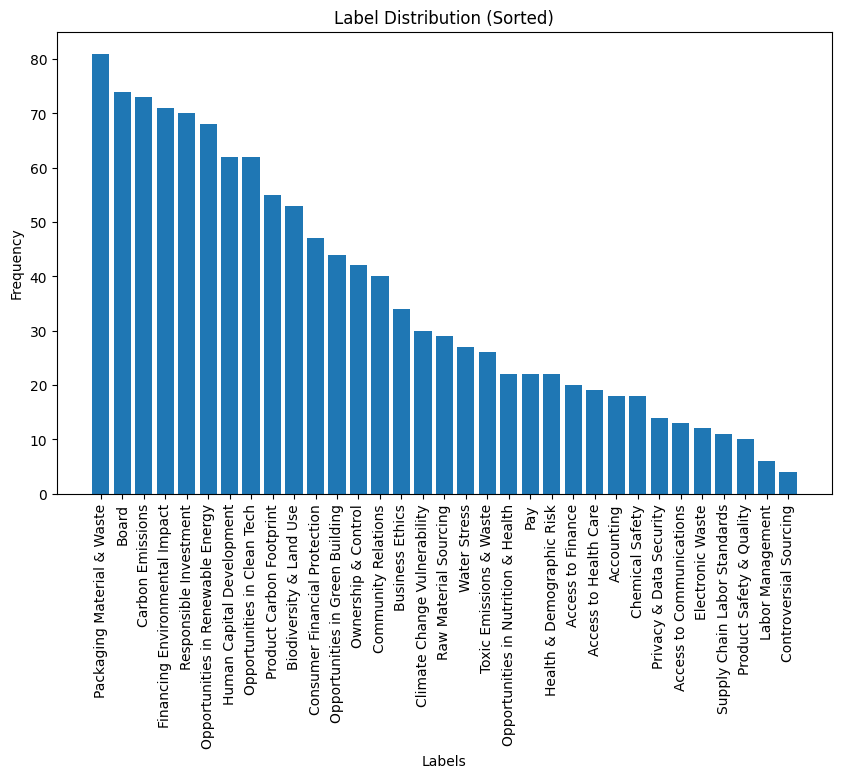 Label Distribution (Sorted)
Frequency
80
70
60
50
40
30
20
10
0
Packaging Material & Waste
Board
Carbon Emissions
Financing Environmental Impact
Responsible Investment
Opportunities in Renewable Energy
Human Capital Development
Opportunities in Clean Tech
Product Carbon Footprint
Biodiversity & Land Use
Consumer Financial Protection
Opportunities in Green Building
Ownership & Control
Community Relations
Business Ethics
Climate Change Vulnerability
Raw Material Sourcing
Water Stress
Toxic Emissions & Waste
Opportunities in Nutrition & Health
Pay
Health & Demographic Risk
Access to Finance
Access to Health Care
Accounting
Chemical Safety
Privacy & Data Security
Access to Communications
Electronic Waste
Supply Chain Labor Standards
Product Safety & Quality
Labor Management
Controversial Sourcing
Labels